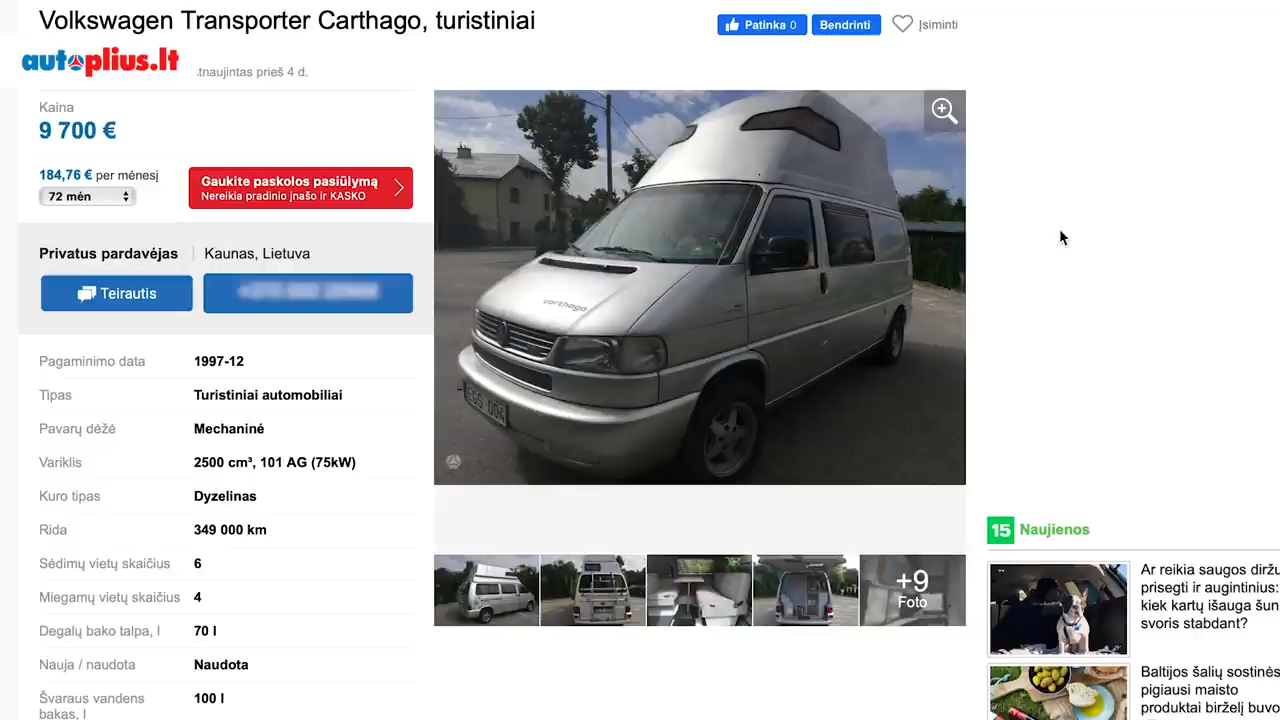 Volkswagen Transporter Carthago, turistiniai
Patinka 0
Bendrinti
Įsiminti
autoplius.lt
tnaujintas prieš 4 d.
Kaina
9 700 €
184,76 € per mėnesį
72 mėn
Gaukite paskolos pasiūlymą
Nereikia pradinio įnašo ir KASKO
Privatus pardavėjas
Kaunas, Lietuva
Teirautis
carthago
Pagaminimo data 1997-12
Tipas Turistiniai automobiliai
Pavarų dėžė Mechaninė
Variklis 2500 cm³, 101 AG (75kW)
Kuro tipas Dyzelinas
Rida 349 000 km
Sėdimų vietų skaičius 6
Miegamų vietų skaičius 4
Degalų bako talpa, l 70 l
Nauja / naudota Naudota
Švaraus vandens bakas, l 100 l
+9
Foto
15 Naujienos
Ar reikia saugos diržu
prisegti ir augintinius:
kiek kartų išauga šun
svoris stabdant?
Baltijos šalių sostinės
pigiausi maisto
produktai birželį buvo